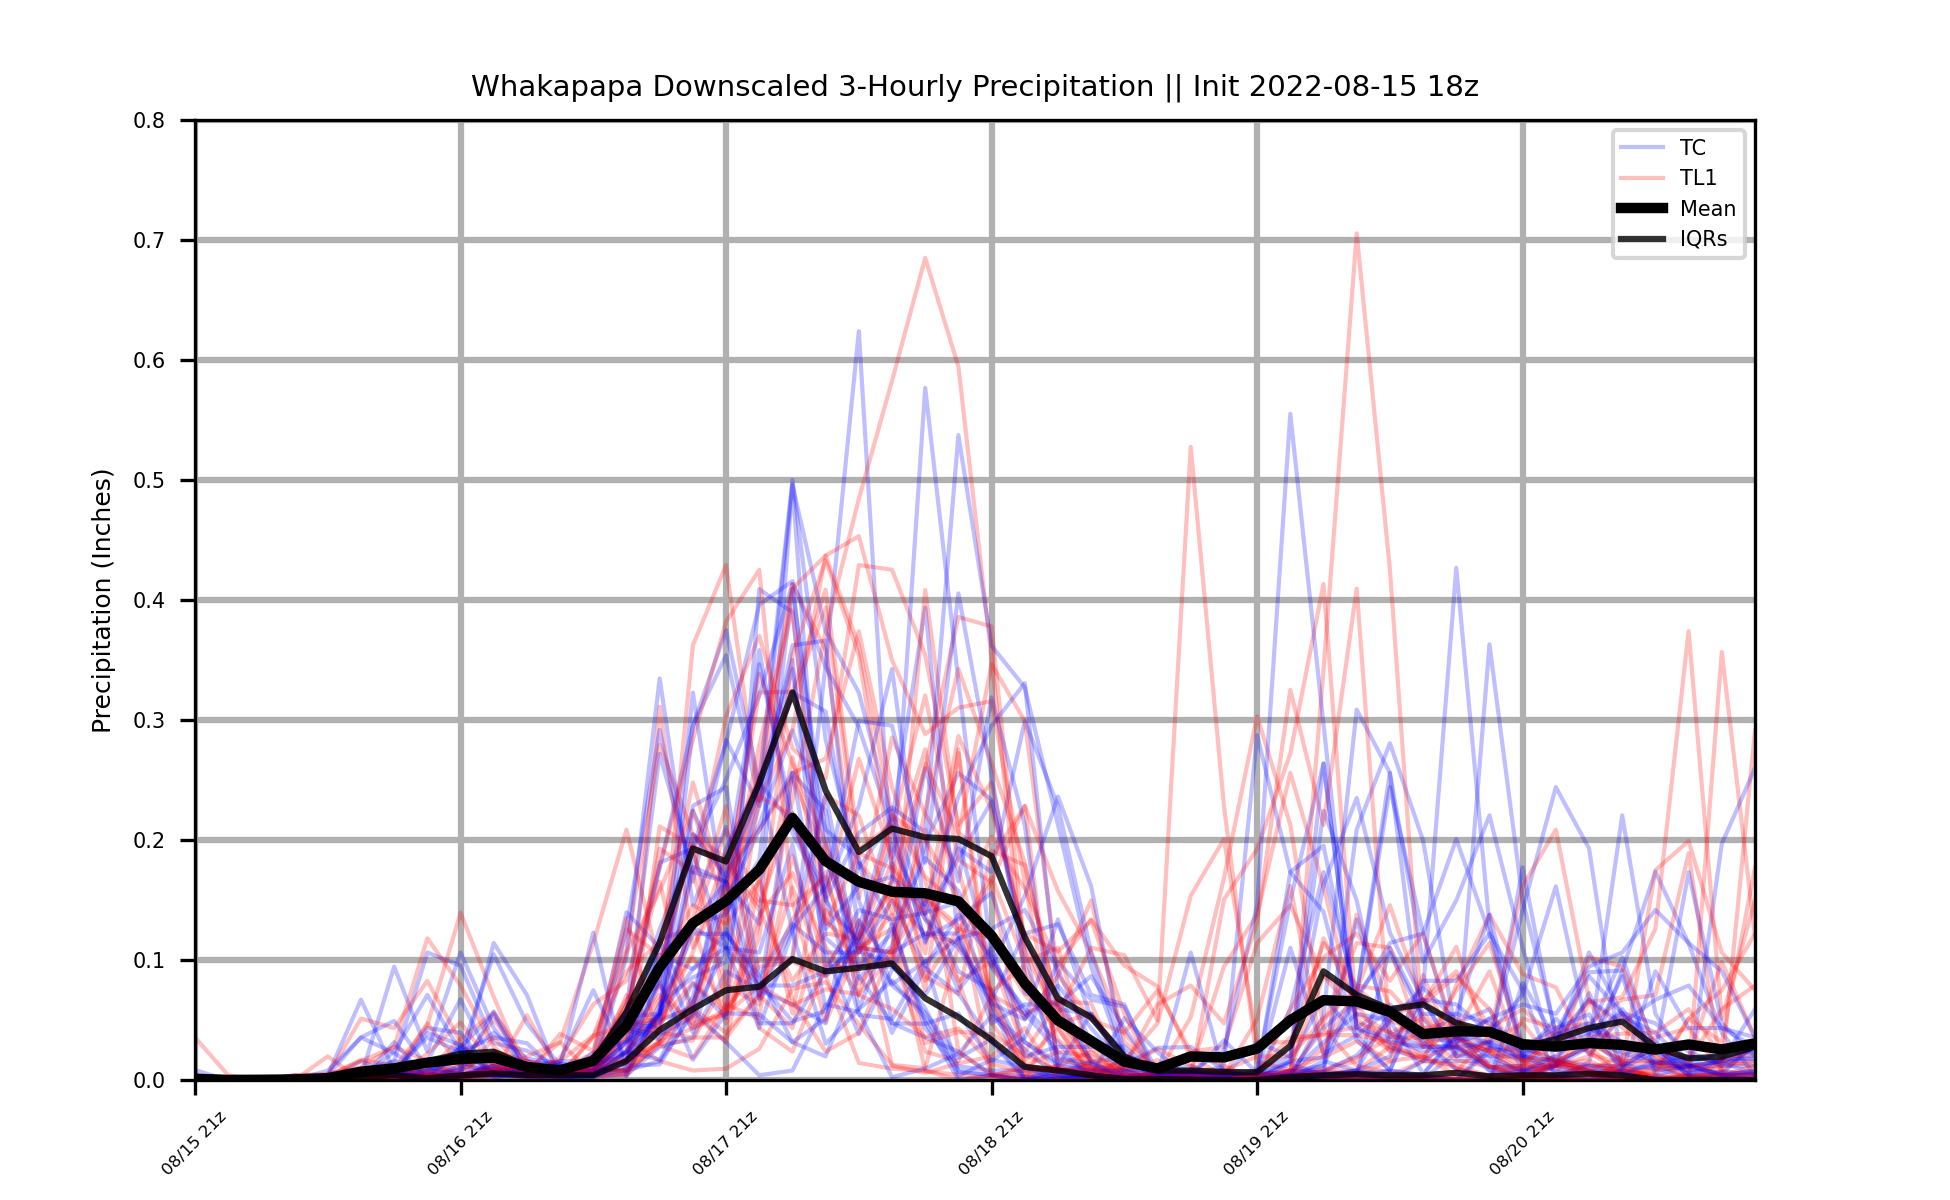 Whakapapa Downscaled 3-Hourly Precipitation || Init 2022-08-15 18z
Precipitation (Inches)
0.8
0.7
0.6
0.5
0.4
0.3
0.2
0.1
0.0
TC
TL1
Mean
IQRs
08/15 21z
08/16 21z
08/17 21z
08/18 21z
08/19 21z
08/20 21z